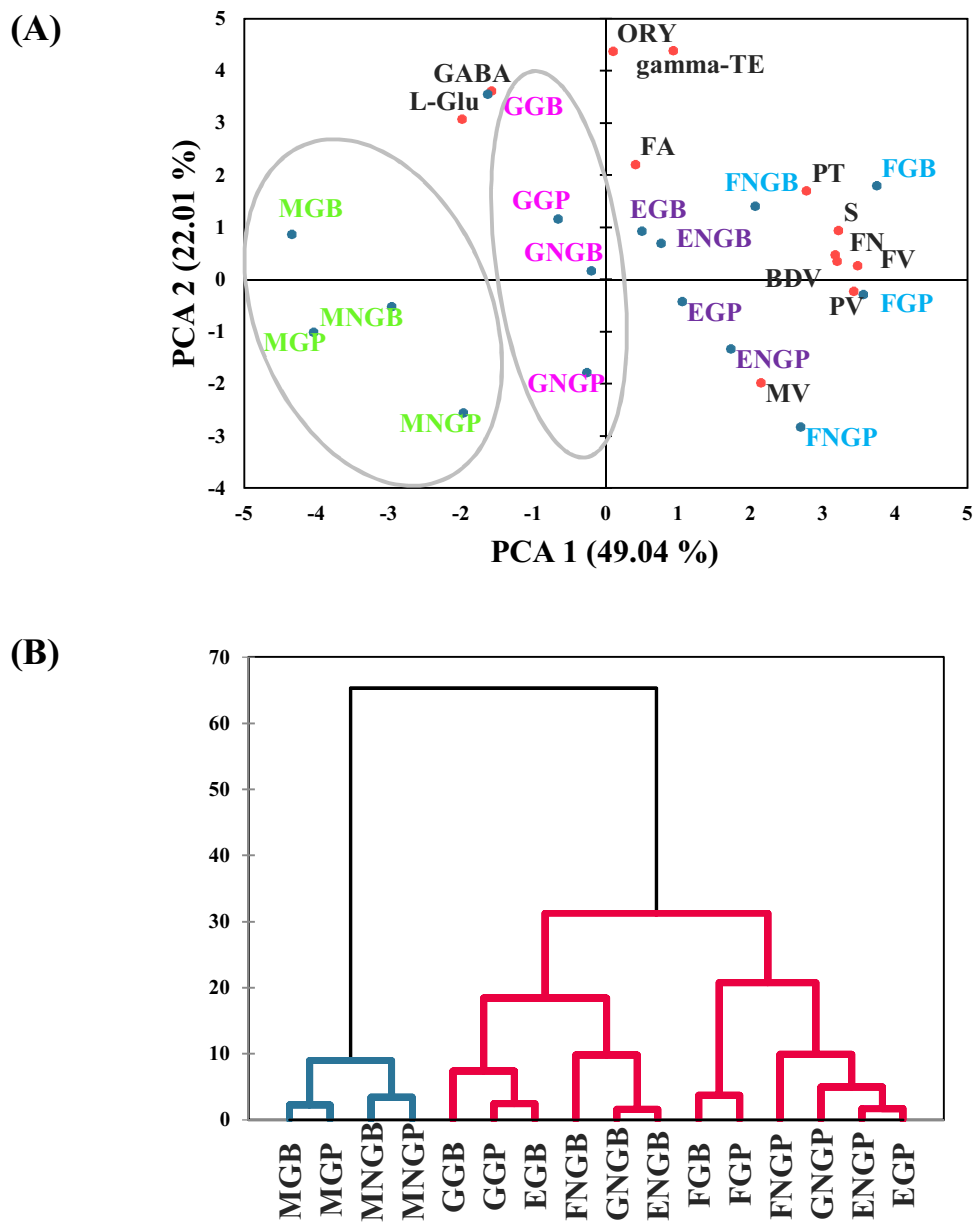 (A)
5
ORY
gamma-TE
4
GABA
L-Glu
GGB
3
FA
PT
FGB
2
MGB
GGP
FNGB
EGB
S
1
GNGB
ENGB
FN
FV
BDV
0
MNGB
EGP
PV
FGP
-1
MGP
ENGP
-2
GNGP
MV
MNGP
FNGP
-3
-4
-5 -4 -3 -2 -1 0 1 2 3 4 5
PCA 2 (22.01 %)
PCA 1 (49.04 %)
(B)
70
60
50
40
30
20
10
0
MGB
MGP
MNGB
MNGP
GGB
GGP
EGB
FNGB
GNGB
ENGB
FGB
FGP
FNGP
GNGP
ENGP
EGP